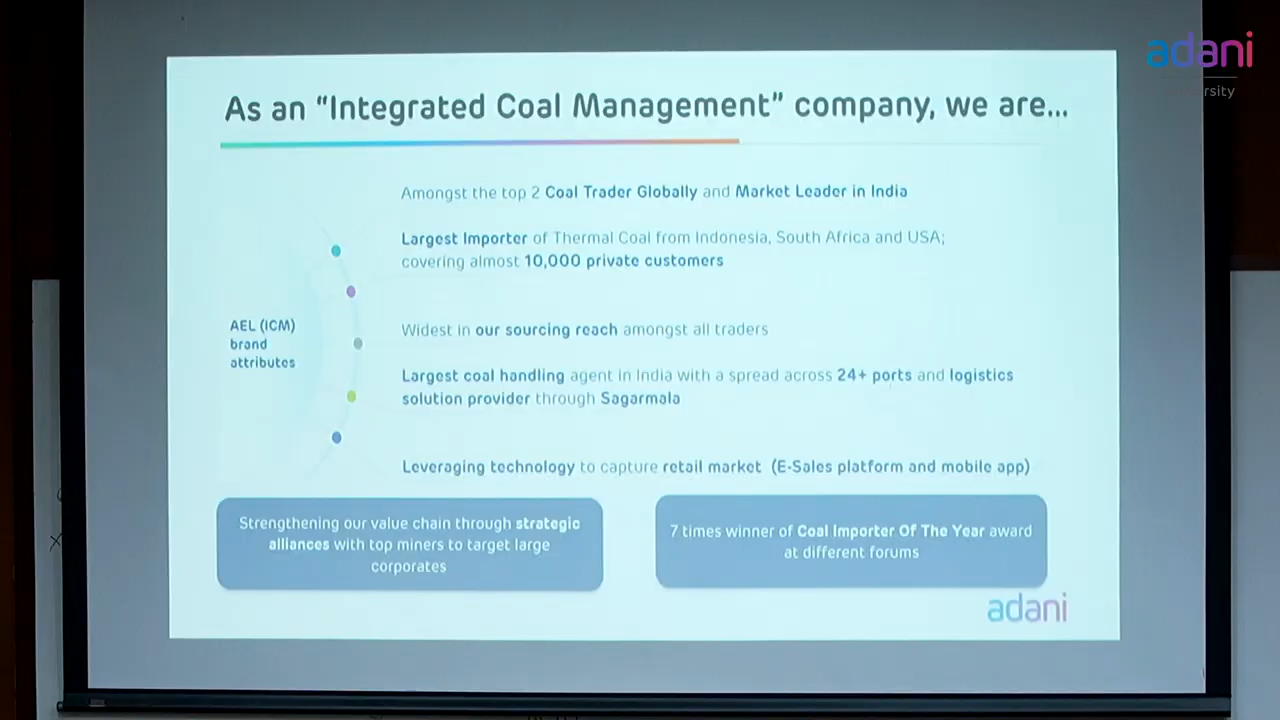 adani
university
As an “Integrated Coal Management” company, we are...
Amongst the top 2 Coal Trader Globally and Market Leader in India
Largest Importer of Thermal Coal from Indonesia, South Africa and USA;
covering almost 10,000 private customers
AEL (ICM)
brand
attributes
Widest in our sourcing reach amongst all traders
Largest coal handling agent in India with a spread across 24+ ports and logistics
solution provider through Sagarmala
Leveraging technology to capture retail market (E-Sales platform and mobile app)
Strengthening our value chain through strategic
alliances with top miners to target large
corporates
7 times winner of Coal Importer Of The Year award
at different forums
adani